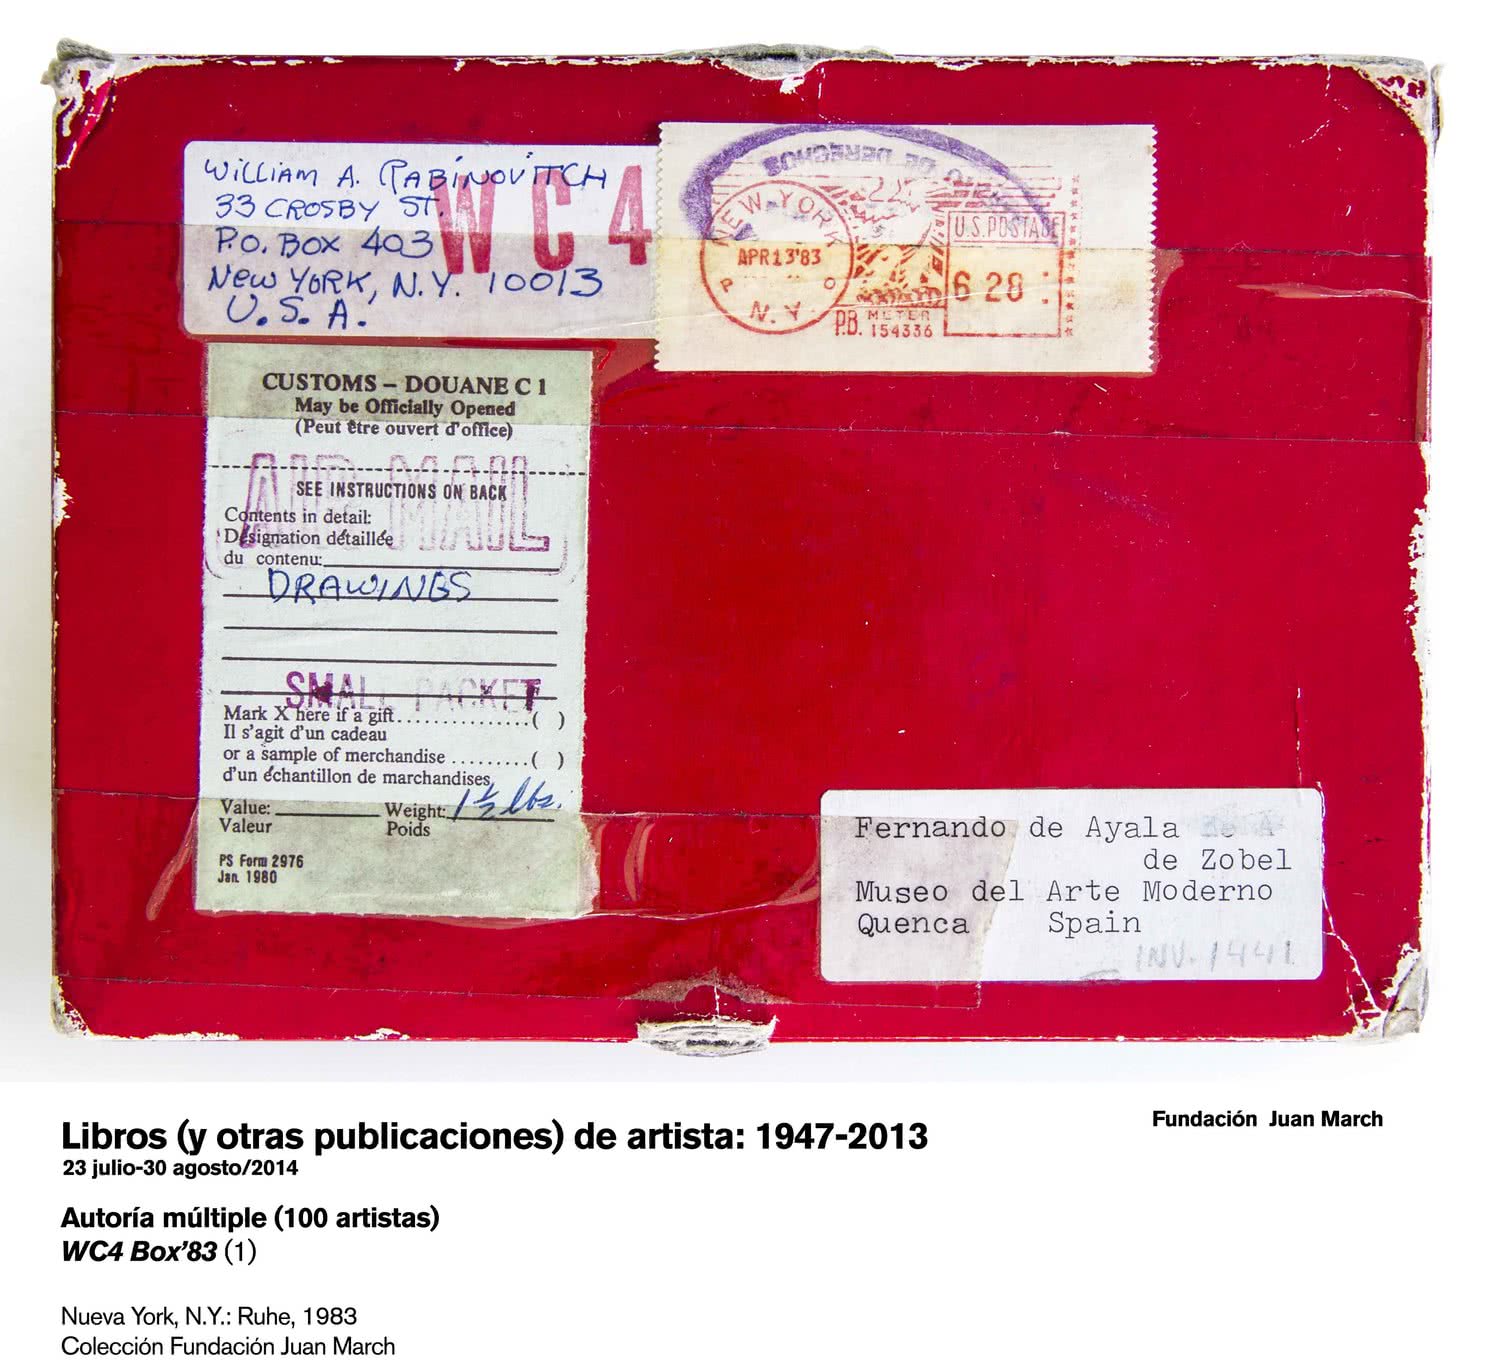 William A. Rabinovitch
33 Crosby St.
P.O. Box 403
New York, N.Y. 10013
U.S.A.
WC4
DE DERECHOS
NEW YORK
APR 13'83
P O
N.Y.
U.S. POSTAGE
6 28
P.B. METER
154336
CUSTOMS – DOUANE C 1
May be Officially Opened
(Peut être ouvert d'office)
AIR MAIL
SEE INSTRUCTIONS ON BACK
Contents in detail:
Désignation détaillée
du contenu:
DRAWINGS
SMALL PACKET
Mark X here if a gift...............( )
Il s'agit d'un cadeau
or a sample of merchandise .........( )
d'un échantillon de marchandises
Value: Weight: 1 1/2 lbs.
Valeur Poids
PS Form 2976
Jan. 1980
Fernando de Ayala
de Zobel
Museo del Arte Moderno
Quenca Spain
INV. 1441
Libros (y otras publicaciones) de artista: 1947-2013
23 julio-30 agosto/2014
Fundación Juan March
Autoría múltiple (100 artistas)
WC4 Box'83 (1)
Nueva York, N.Y.: Ruhe, 1983
Colección Fundación Juan March